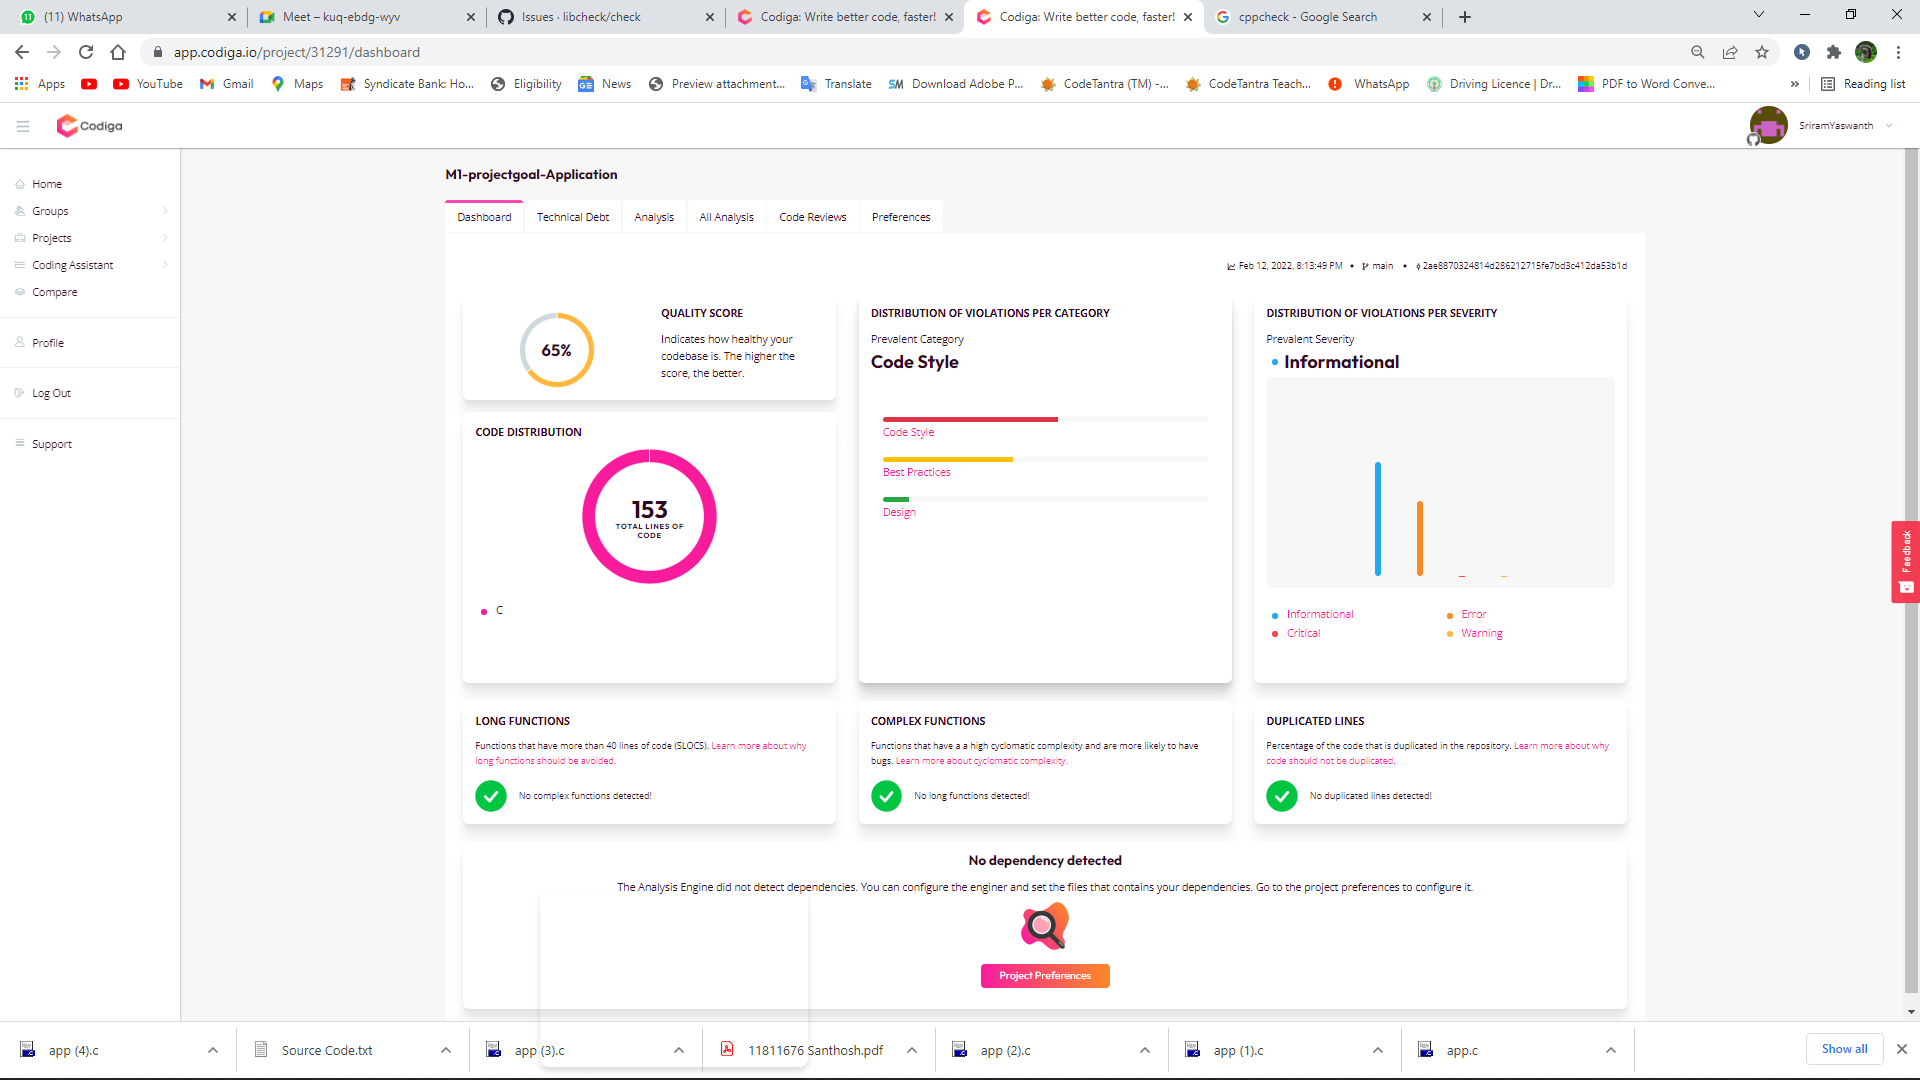 (11) WhatsApp
Meet – kuq-ebdg-wyv
Issues · libcheck/check
Codiga: Write better code, faster!
Codiga: Write better code, faster!
cppcheck - Google Search
app.codiga.io/project/31291/dashboard
Apps
YouTube
Gmail
Maps
Syndicate Bank: Ho...
Eligibility
News
Preview attachment...
Translate
SM Download Adobe P...
CodeTantra (TM) -...
CodeTantra Teach...
WhatsApp
Driving Licence | Dr...
PDF to Word Conve...
»
Reading list
Codiga
SriramYaswanth
Home
Groups
Projects
Coding Assistant
Compare
Profile
Log Out
Support
M1-projectgoal-Application
Dashboard
Technical Debt
Analysis
All Analysis
Code Reviews
Preferences
Feb 12, 2022, 8:13:49 PM • main • 2ae8870324814d286212715fe7bd3c412da53b1d
65%
QUALITY SCORE
Indicates how healthy your
codebase is. The higher the
score, the better.
CODE DISTRIBUTION
153
TOTAL LINES OF
CODE
C
DISTRIBUTION OF VIOLATIONS PER CATEGORY
Prevalent Category
Code Style
Code Style
Best Practices
Design
DISTRIBUTION OF VIOLATIONS PER SEVERITY
Prevalent Severity
Informational
Informational
Error
Critical
Warning
Feedback
LONG FUNCTIONS
Functions that have more than 40 lines of code (SLOCS). Learn more about why
long functions should be avoided.
No complex functions detected!
COMPLEX FUNCTIONS
Functions that have a a high cyclomatic complexity and are more likely to have
bugs. Learn more about cyclomatic complexity.
No long functions detected!
DUPLICATED LINES
Percentage of the code that is duplicated in the repository. Learn more about why
code should not be duplicated.
No duplicated lines detected!
No dependency detected
The Analysis Engine did not detect dependencies. You can configure the enginer and set the files that contains your dependencies. Go to the project preferences to configure it.
Project Preferences
app (4).c
Source Code.txt
app (3).c
11811676 Santhosh.pdf
app (2).c
app (1).c
app.c
Show all